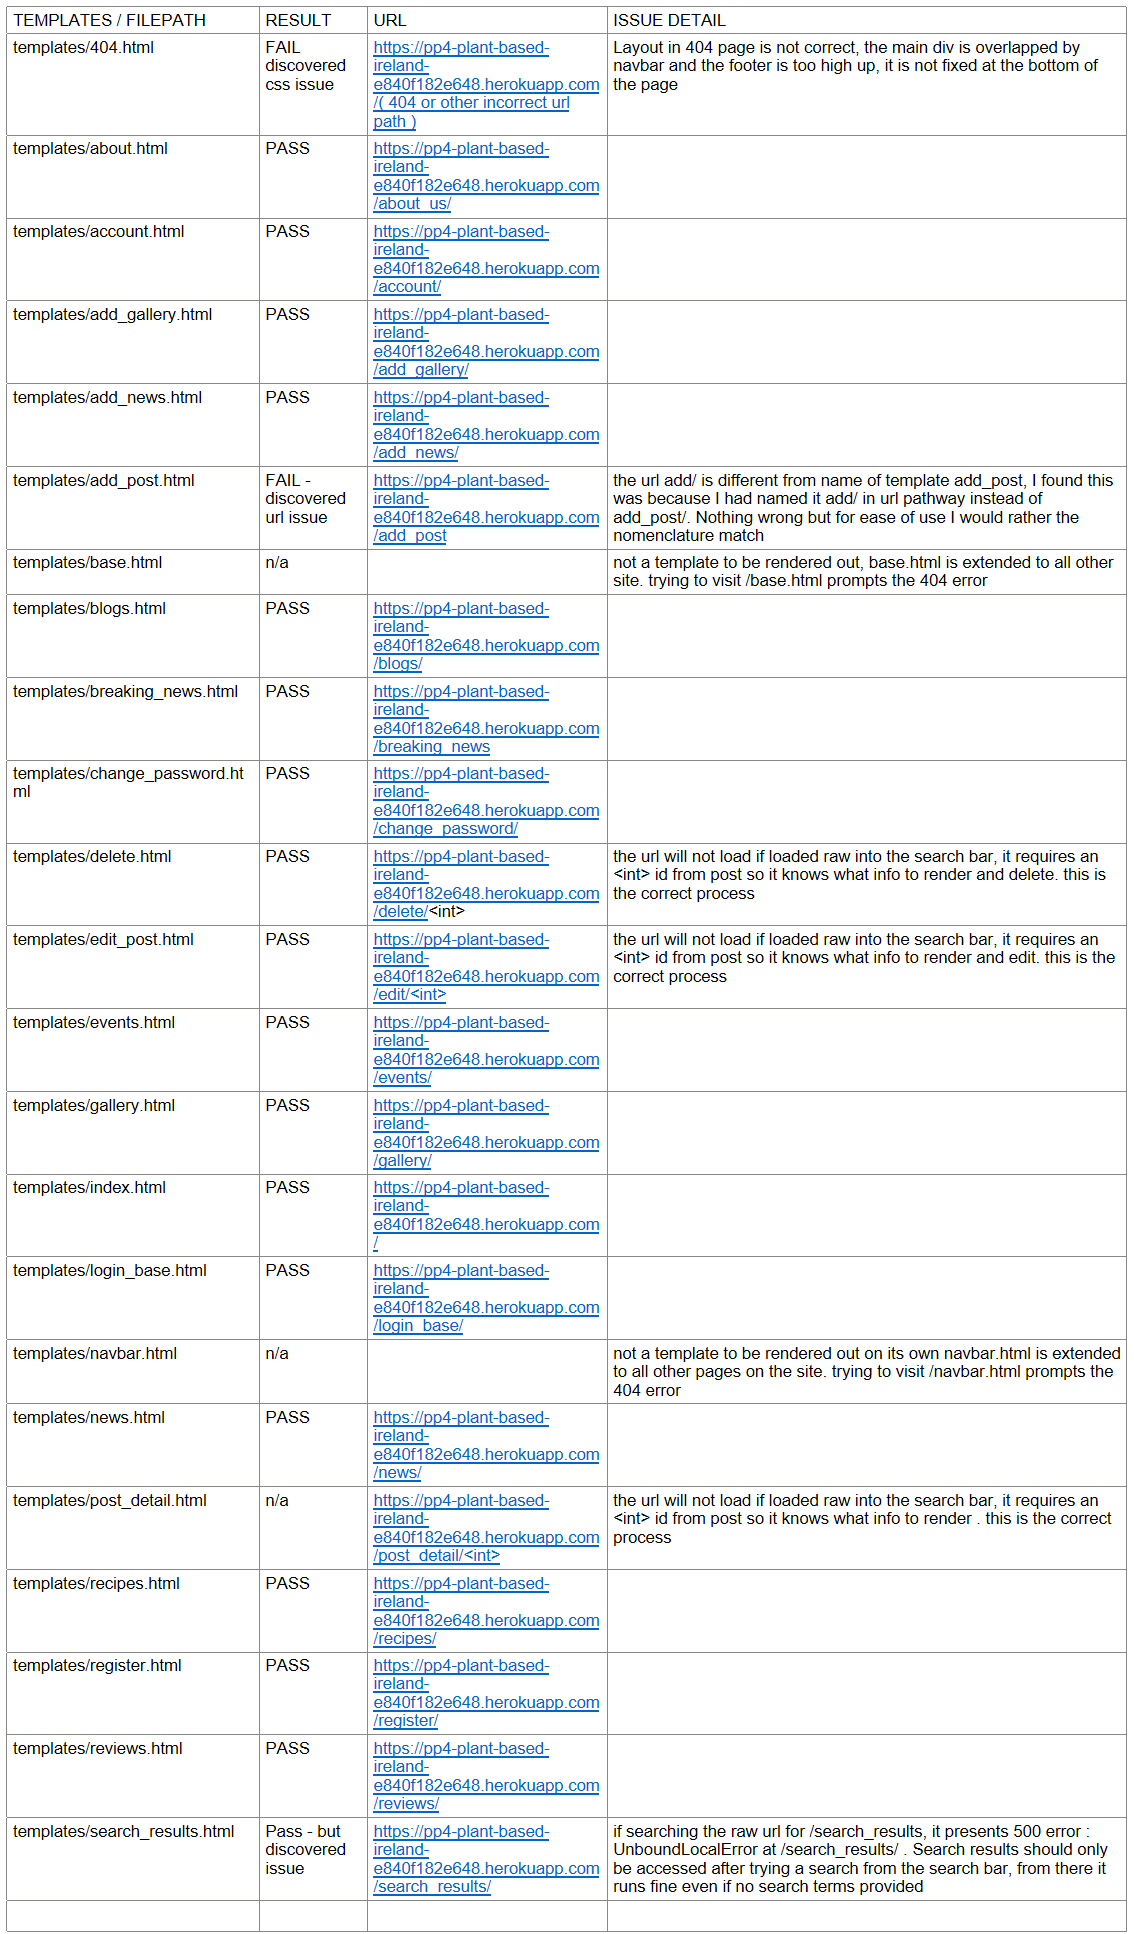 TEMPLATES / FILEPATH RESULT URL ISSUE DETAIL
templates/404.html FAIL https://pp4-plant-based- Layout in 404 page is not correct, the main div is overlapped by
discovered ireland- navbar and the footer is too high up, it is not fixed at the bottom of
css issue e840f182e648.herokuapp.com the page
/( 404 or other incorrect url
path )
templates/about.html PASS https://pp4-plant-based-
ireland-
e840f182e648.herokuapp.com
/about_us/
templates/account.html PASS https://pp4-plant-based-
ireland-
e840f182e648.herokuapp.com
/account/
templates/add_gallery.html PASS https://pp4-plant-based-
ireland-
e840f182e648.herokuapp.com
/add_gallery/
templates/add_news.html PASS https://pp4-plant-based-
ireland-
e840f182e648.herokuapp.com
/add_news/
templates/add_post.html FAIL - https://pp4-plant-based- the url add/ is different from name of template add_post, I found this
discovered ireland- was because I had named it add/ in url pathway instead of
url issue e840f182e648.herokuapp.com add_post/. Nothing wrong but for ease of use I would rather the
/add_post nomenclature match
templates/base.html n/a not a template to be rendered out, base.html is extended to all other
site. trying to visit /base.html prompts the 404 error
templates/blogs.html PASS https://pp4-plant-based-
ireland-
e840f182e648.herokuapp.com
/blogs/
templates/breaking_news.html PASS https://pp4-plant-based-
ireland-
e840f182e648.herokuapp.com
/breaking_news
templates/change_password.ht PASS https://pp4-plant-based-
ml ireland-
e840f182e648.herokuapp.com
/change_password/
templates/delete.html PASS https://pp4-plant-based- the url will not load if loaded raw into the search bar, it requires an
ireland- <int> id from post so it knows what info to render and delete. this is
e840f182e648.herokuapp.com the correct process
/delete/<int>
templates/edit_post.html PASS https://pp4-plant-based- the url will not load if loaded raw into the search bar, it requires an
ireland- <int> id from post so it knows what info to render and edit. this is the
e840f182e648.herokuapp.com correct process
/edit/<int>
templates/events.html PASS https://pp4-plant-based-
ireland-
e840f182e648.herokuapp.com
/events/
templates/gallery.html PASS https://pp4-plant-based-
ireland-
e840f182e648.herokuapp.com
/gallery/
templates/index.html PASS https://pp4-plant-based-
ireland-
e840f182e648.herokuapp.com
/
templates/login_base.html PASS https://pp4-plant-based-
ireland-
e840f182e648.herokuapp.com
/login_base/
templates/navbar.html n/a not a template to be rendered out on its own navbar.html is extended
to all other pages on the site. trying to visit /navbar.html prompts the
404 error
templates/news.html PASS https://pp4-plant-based-
ireland-
e840f182e648.herokuapp.com
/news/
templates/post_detail.html n/a https://pp4-plant-based- the url will not load if loaded raw into the search bar, it requires an
ireland- <int> id from post so it knows what info to render . this is the correct
e840f182e648.herokuapp.com process
/post_detail/<int>
templates/recipes.html PASS https://pp4-plant-based-
ireland-
e840f182e648.herokuapp.com
/recipes/
templates/register.html PASS https://pp4-plant-based-
ireland-
e840f182e648.herokuapp.com
/register/
templates/reviews.html PASS https://pp4-plant-based-
ireland-
e840f182e648.herokuapp.com
/reviews/
templates/search_results.html Pass - but https://pp4-plant-based- if searching the raw url for /search_results, it presents 500 error :
discovered ireland- UnboundLocalError at /search_results/ . Search results should only
issue e840f182e648.herokuapp.com be accessed after trying a search from the search bar, from there it
/search_results/ runs fine even if no search terms provided